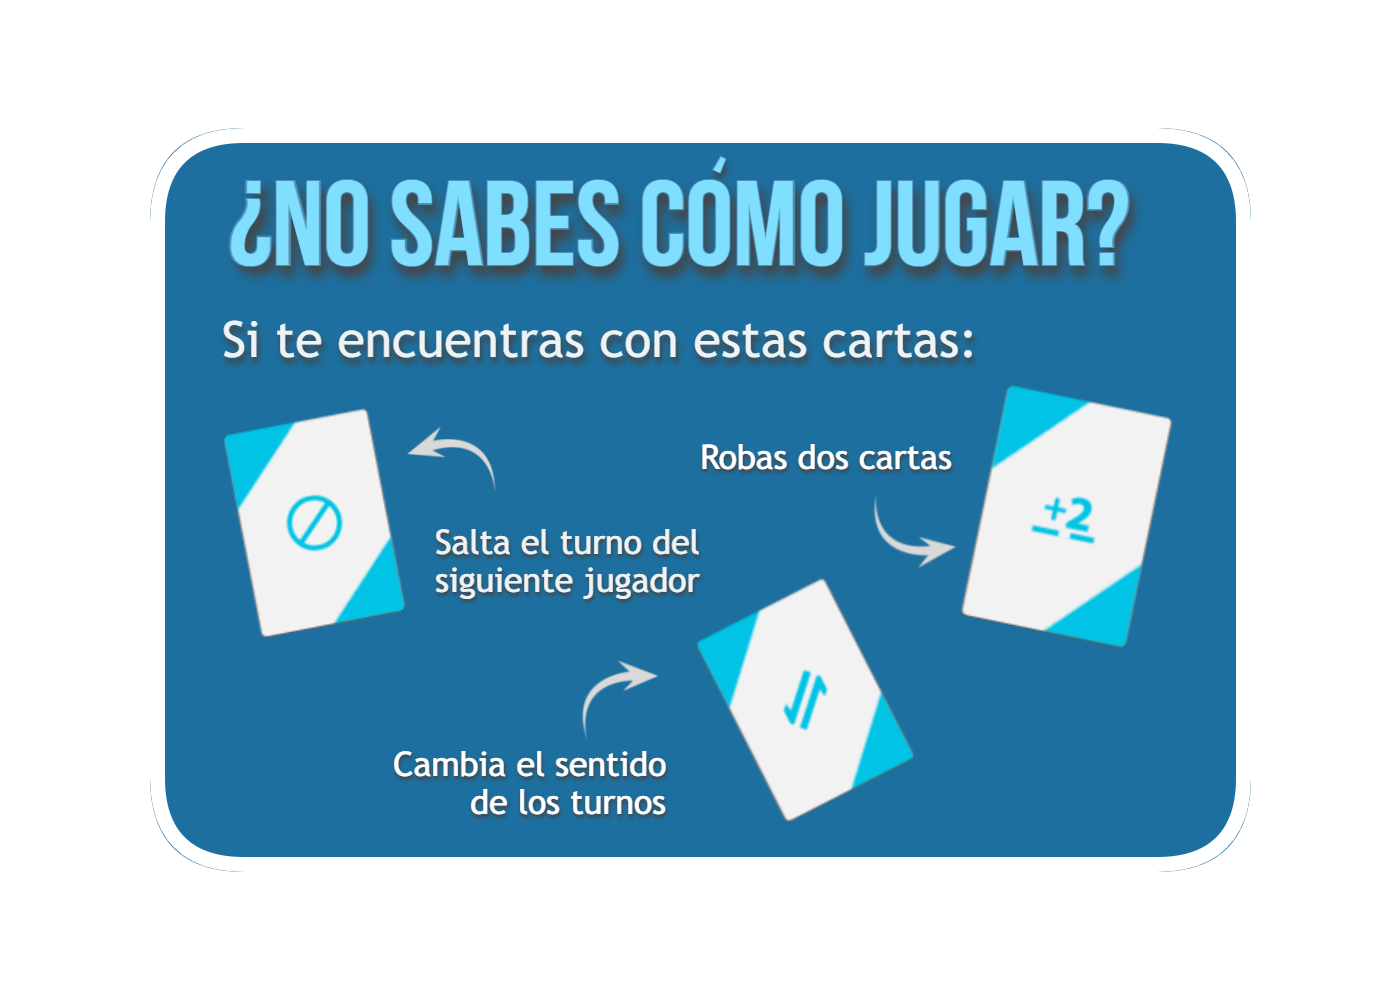 ¿NO SABES CÓMO JUGAR?
Si te encuentras con estas cartas:
Robas dos cartas
+2
Salta el turno del
siguiente jugador
Cambia el sentido
de los turnos